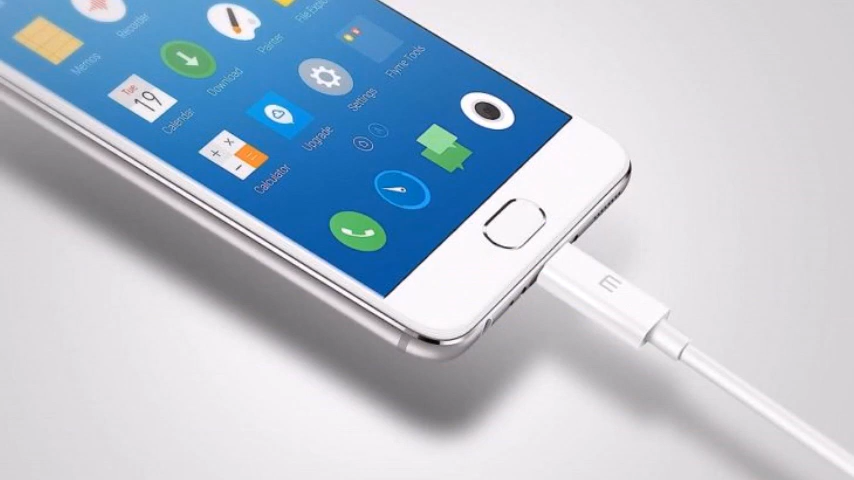 Memos
Recorder
Painter
File Explorer
Tue
19
Calendar
Download
Settings
Flyme Tools
Calculator
Upgrade
m